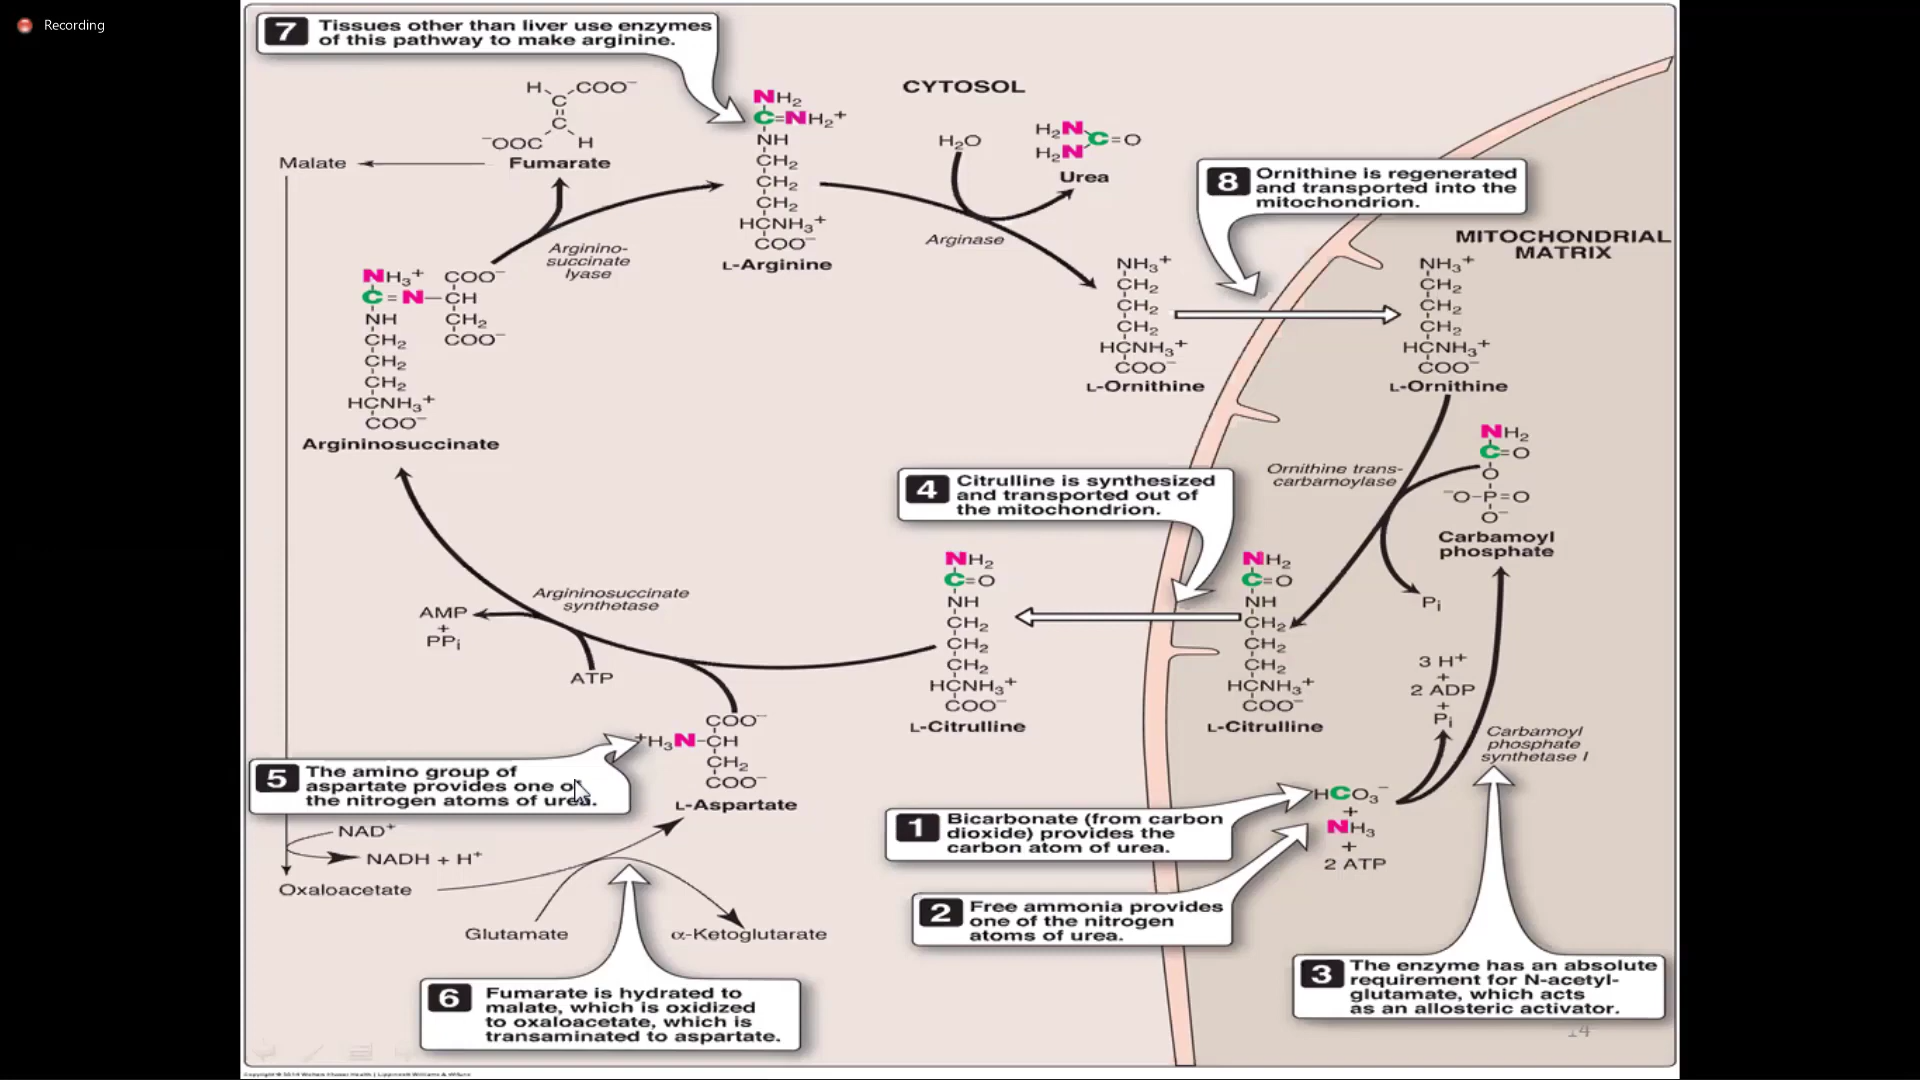 Recording
7 Tissues other than liver use enzymes
of this pathway to make arginine.
CYTOSOL
H COO⁻
C
C
⁻OOC H
Fumarate
Malate
NH₂
C=NH₂⁺
NH
CH₂
CH₂
CH₂
HCNH₃⁺
COO⁻
L-Arginine
H₂O
H₂N
C=O
H₂N
Urea
Arginase
8 Ornithine is regenerated
and transported into the
mitochondrion.
MITOCHONDRIAL
MATRIX
Arginino-
succinate
lyase
NH₃⁺ COO⁻
C=N–CH
NH CH₂
CH₂ COO⁻
CH₂
CH₂
HCNH₃⁺
COO⁻
Argininosuccinate
NH₃⁺
CH₂
CH₂
CH₂
HCNH₃⁺
COO⁻
L-Ornithine
NH₃⁺
CH₂
CH₂
CH₂
HCNH₃⁺
COO⁻
L-Ornithine
Ornithine trans-
carbamoylase
NH₂
C=O
O
⁻O–P=O
O⁻
Carbamoyl
phosphate
4 Citrulline is synthesized
and transported out of
the mitochondrion.
NH₂
C=O
NH
CH₂
CH₂
CH₂
HCNH₃⁺
COO⁻
L-Citrulline
NH₂
C=O
NH
CH₂
CH₂
CH₂
HCNH₃⁺
COO⁻
L-Citrulline
Pi
Argininosuccinate
synthetase
AMP
+
PPi
ATP
3 H⁺
+
2 ADP
+
Pi
Carbamoyl
phosphate
synthetase I
COO⁻
⁺H₃N–CH
CH₂
COO⁻
L-Aspartate
5 The amino group of
aspartate provides one of
the nitrogen atoms of urea.
HCO₃⁻
+
NH₃
+
2 ATP
1 Bicarbonate (from carbon
dioxide) provides the
carbon atom of urea.
2 Free ammonia provides
one of the nitrogen
atoms of urea.
NAD⁺
NADH + H⁺
Oxaloacetate
Glutamate
α-Ketoglutarate
6 Fumarate is hydrated to
malate, which is oxidized
to oxaloacetate, which is
transaminated to aspartate.
3 The enzyme has an absolute
requirement for N-acetyl-
glutamate, which acts
as an allosteric activator.
14
Copyright © 2014 Wolters Kluwer Health | Lippincott Williams & Wilkins